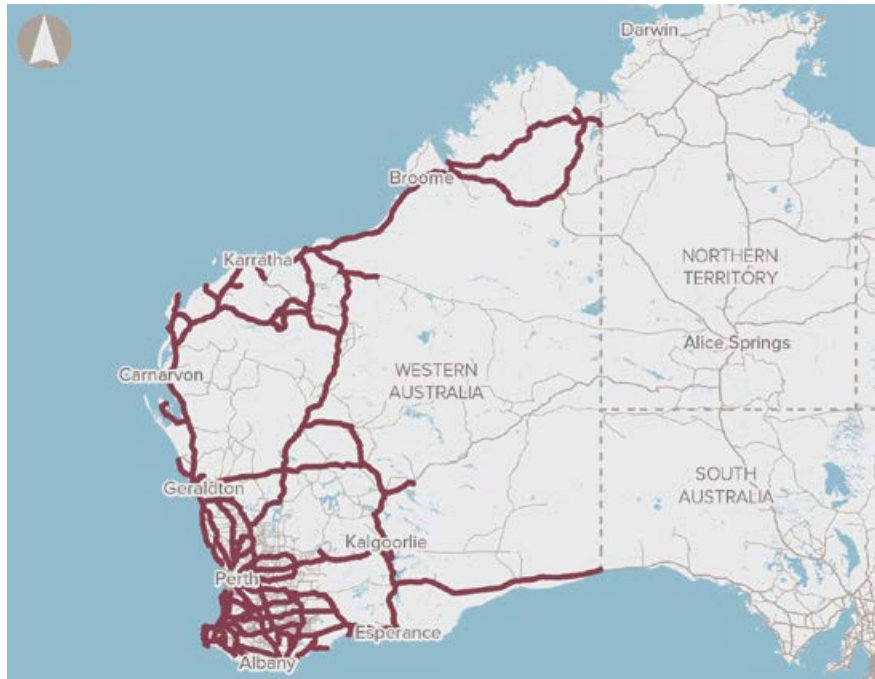 Darwin
Broome
Karratha
NORTHERN
TERRITORY
Alice Springs
Carnarvon
WESTERN
AUSTRALIA
SOUTH
AUSTRALIA
Geraldton
Kalgoorlie
Perth
Esperance
Albany